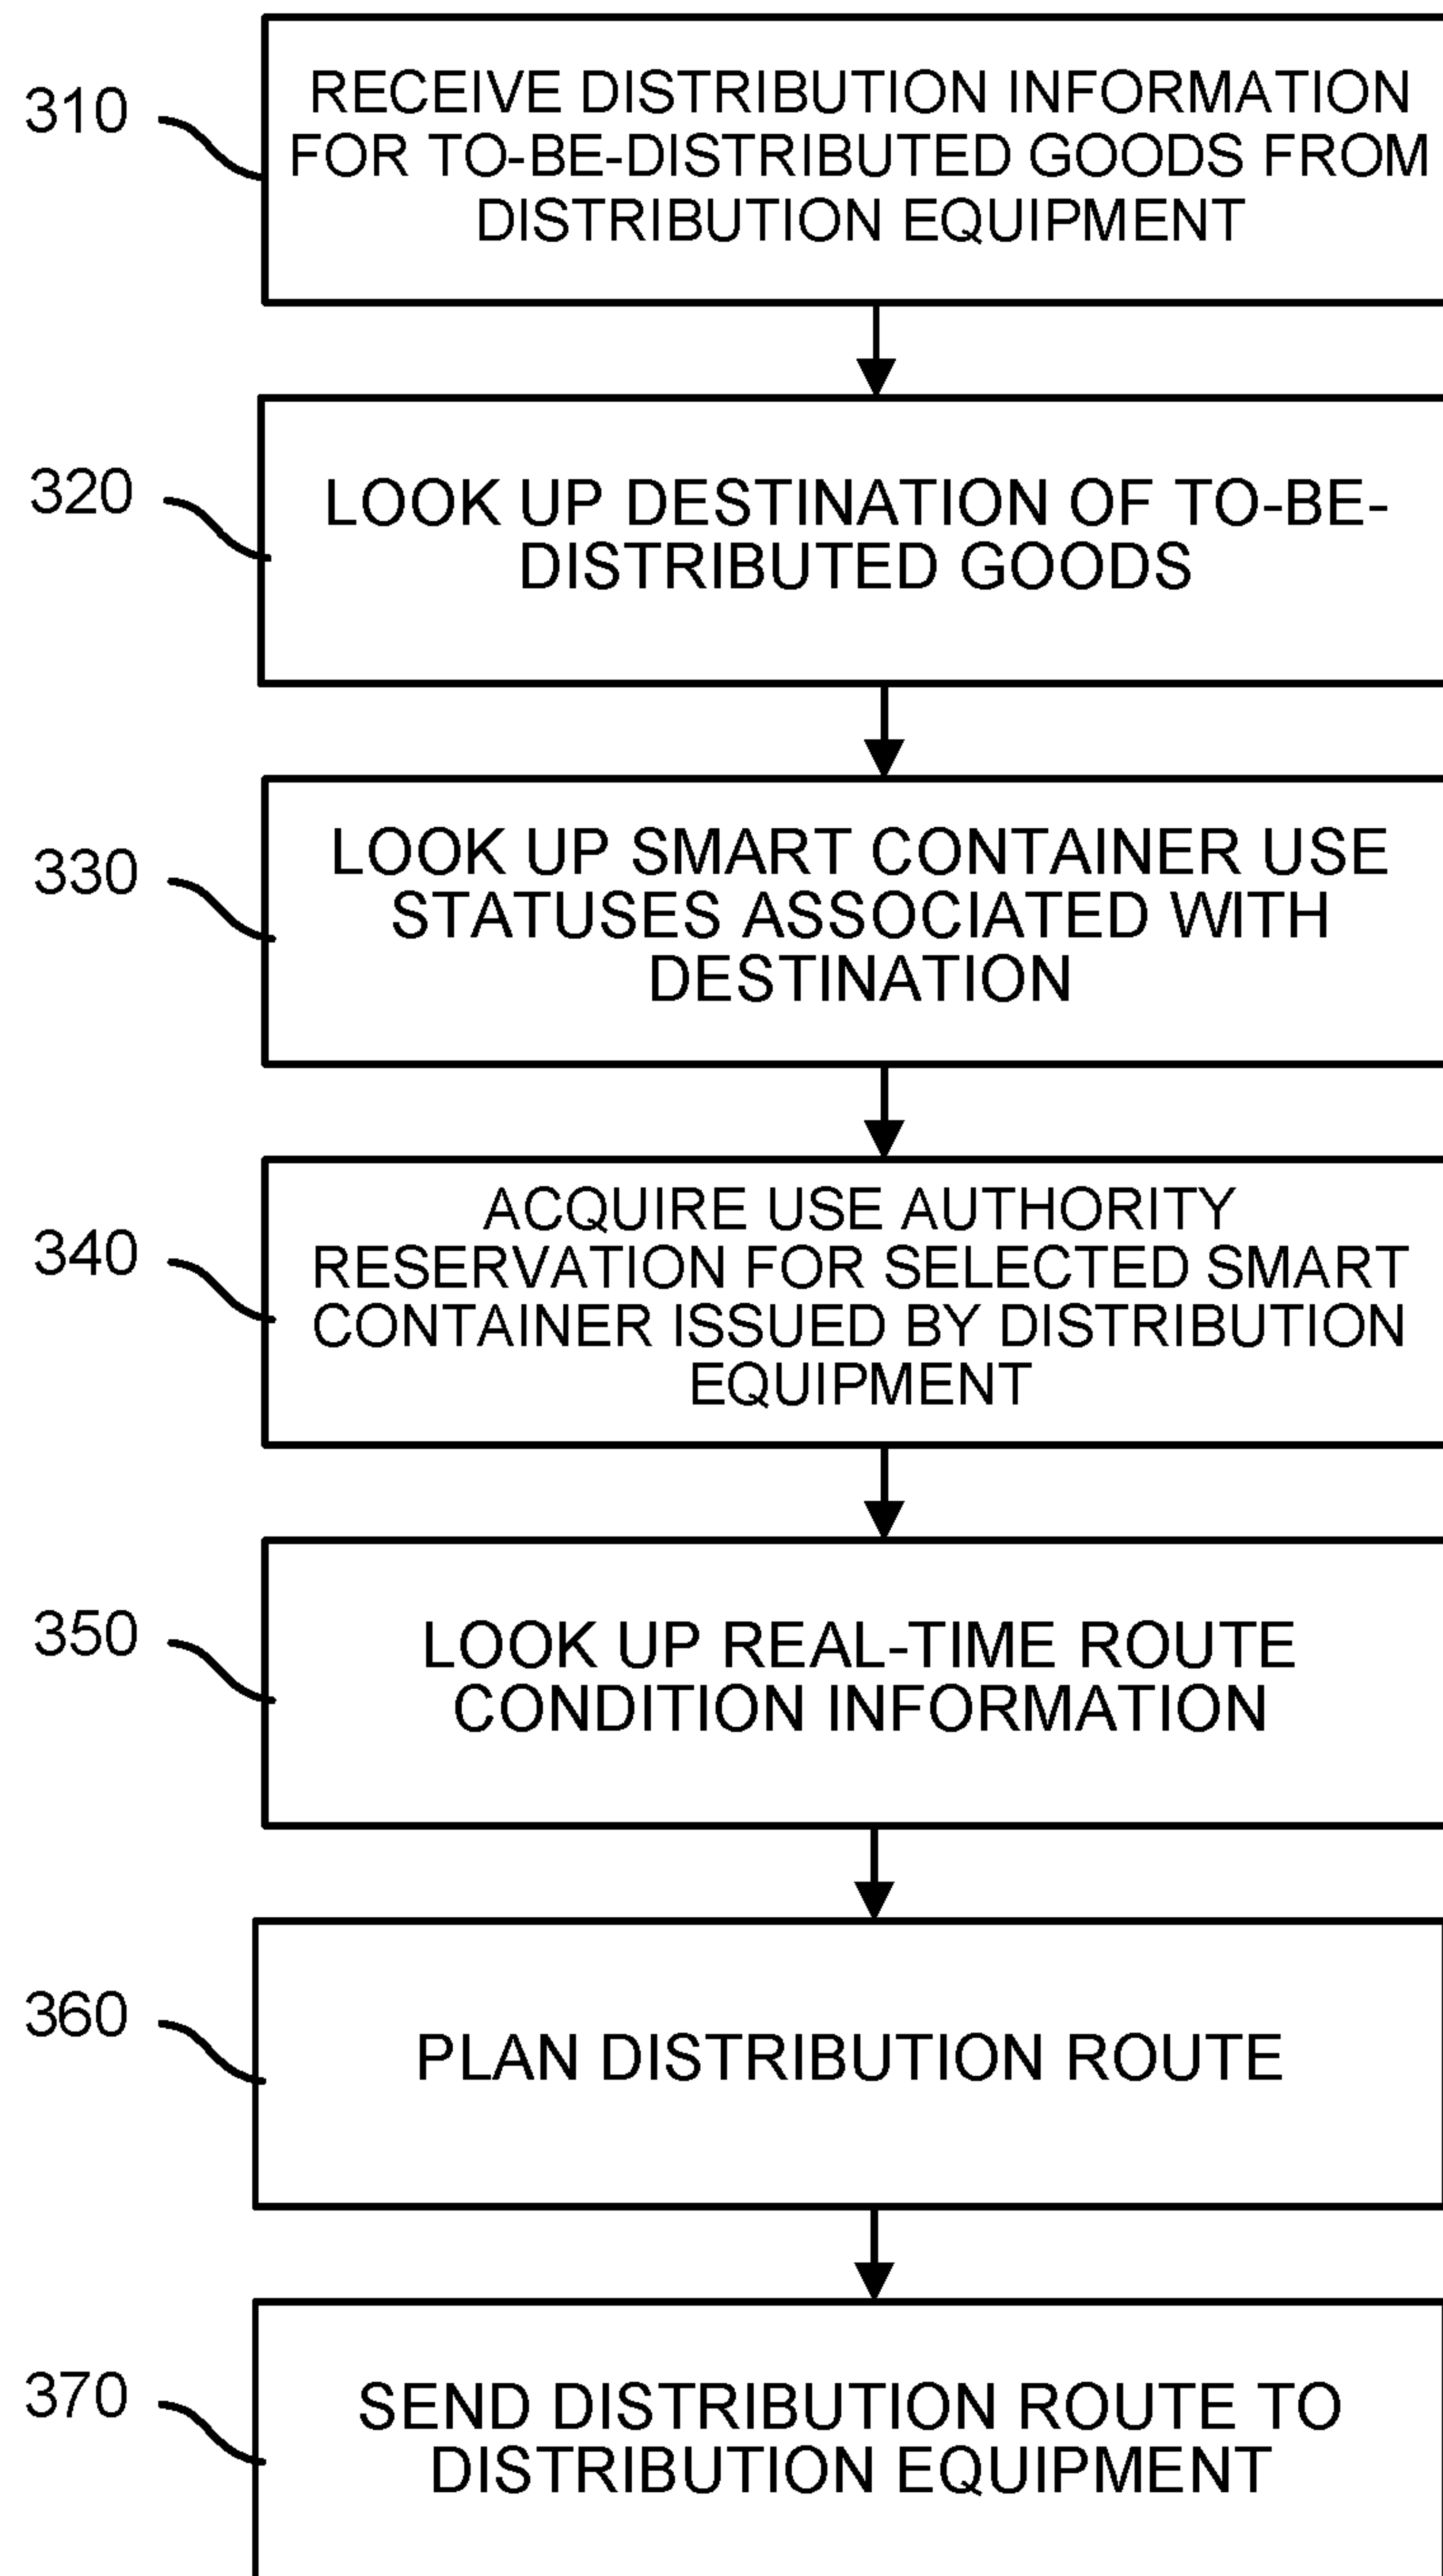 310
RECEIVE DISTRIBUTION INFORMATION
FOR TO-BE-DISTRIBUTED GOODS FROM
DISTRIBUTION EQUIPMENT
320
LOOK UP DESTINATION OF TO-BE-
DISTRIBUTED GOODS
330
LOOK UP SMART CONTAINER USE
STATUSES ASSOCIATED WITH
DESTINATION
340
ACQUIRE USE AUTHORITY
RESERVATION FOR SELECTED SMART
CONTAINER ISSUED BY DISTRIBUTION
EQUIPMENT
350
LOOK UP REAL-TIME ROUTE
CONDITION INFORMATION
360
PLAN DISTRIBUTION ROUTE
370
SEND DISTRIBUTION ROUTE TO
DISTRIBUTION EQUIPMENT